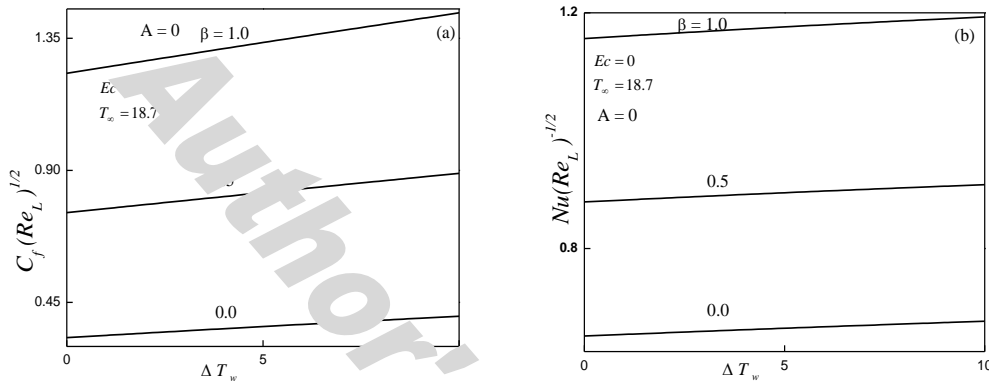 (a)
A = 0
β = 1.0
Ec
T∞ = 18.7
0.0
1.35
0.90
0.45
0
5
C_f (Re_L)^1/2
Δ T_w
Author'
(b)
β = 1.0
Ec = 0
T∞ = 18.7
A = 0
0.5
0.0
1.2
0.8
0
5
10
Nu(Re_L)^-1/2
Δ T_w